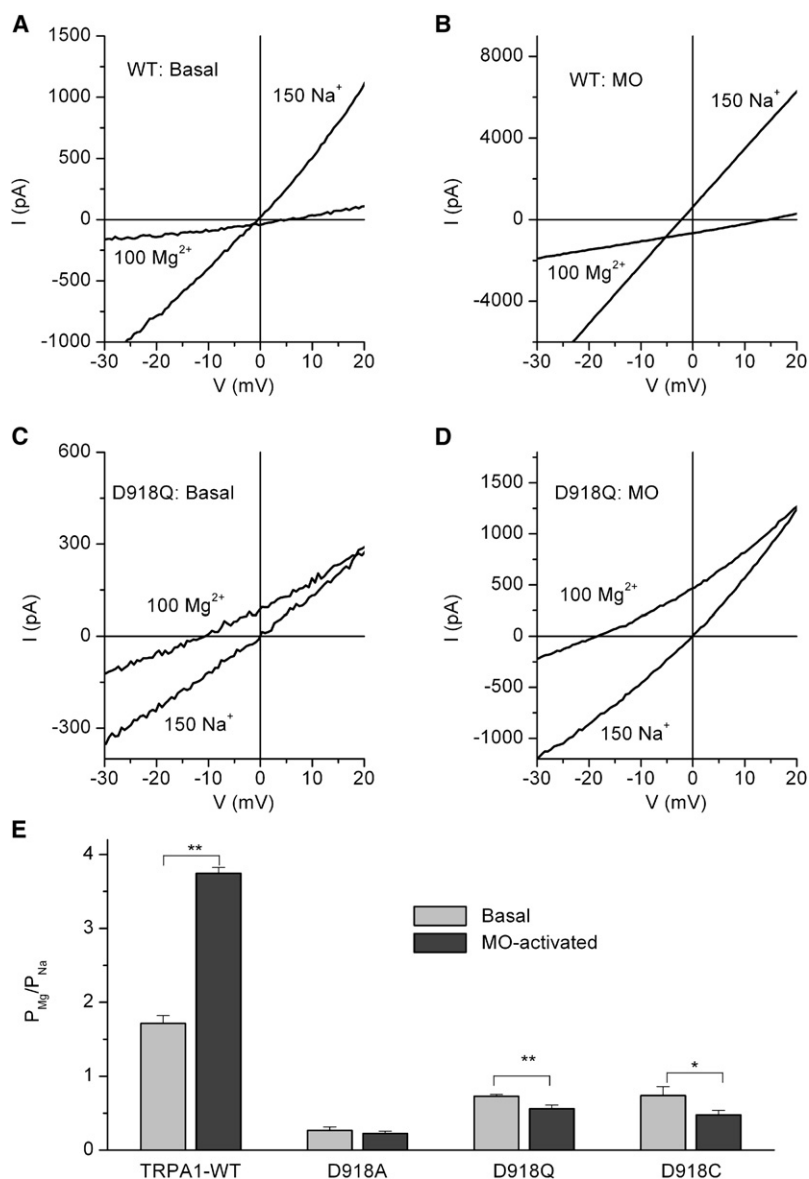 A
1500
1000
500
0
-500
-1000
I (pA)
WT: Basal
150 Na⁺
100 Mg²⁺
-30 -20 -10 0 10 20
V (mV)
B
8000
4000
0
-4000
I (pA)
WT: MO
150 Na⁺
100 Mg²⁺
-30 -20 -10 0 10 20
V (mV)
C
600
300
0
-300
I (pA)
D918Q: Basal
100 Mg²⁺
150 Na⁺
-30 -20 -10 0 10 20
V (mV)
D
1500
1000
500
0
-500
-1000
I (pA)
D918Q: MO
100 Mg²⁺
150 Na⁺
-30 -20 -10 0 10 20
V (mV)
E
4
3
2
1
0
P_Mg/P_Na
**
**
*
Basal
MO-activated
TRPA1-WT D918A D918Q D918C